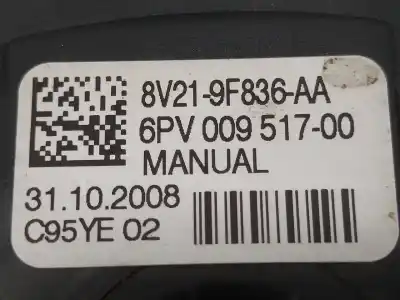 8V21-9F836-AA
6PV 009 517-00
MANUAL
31.10.2008
C95YE 02